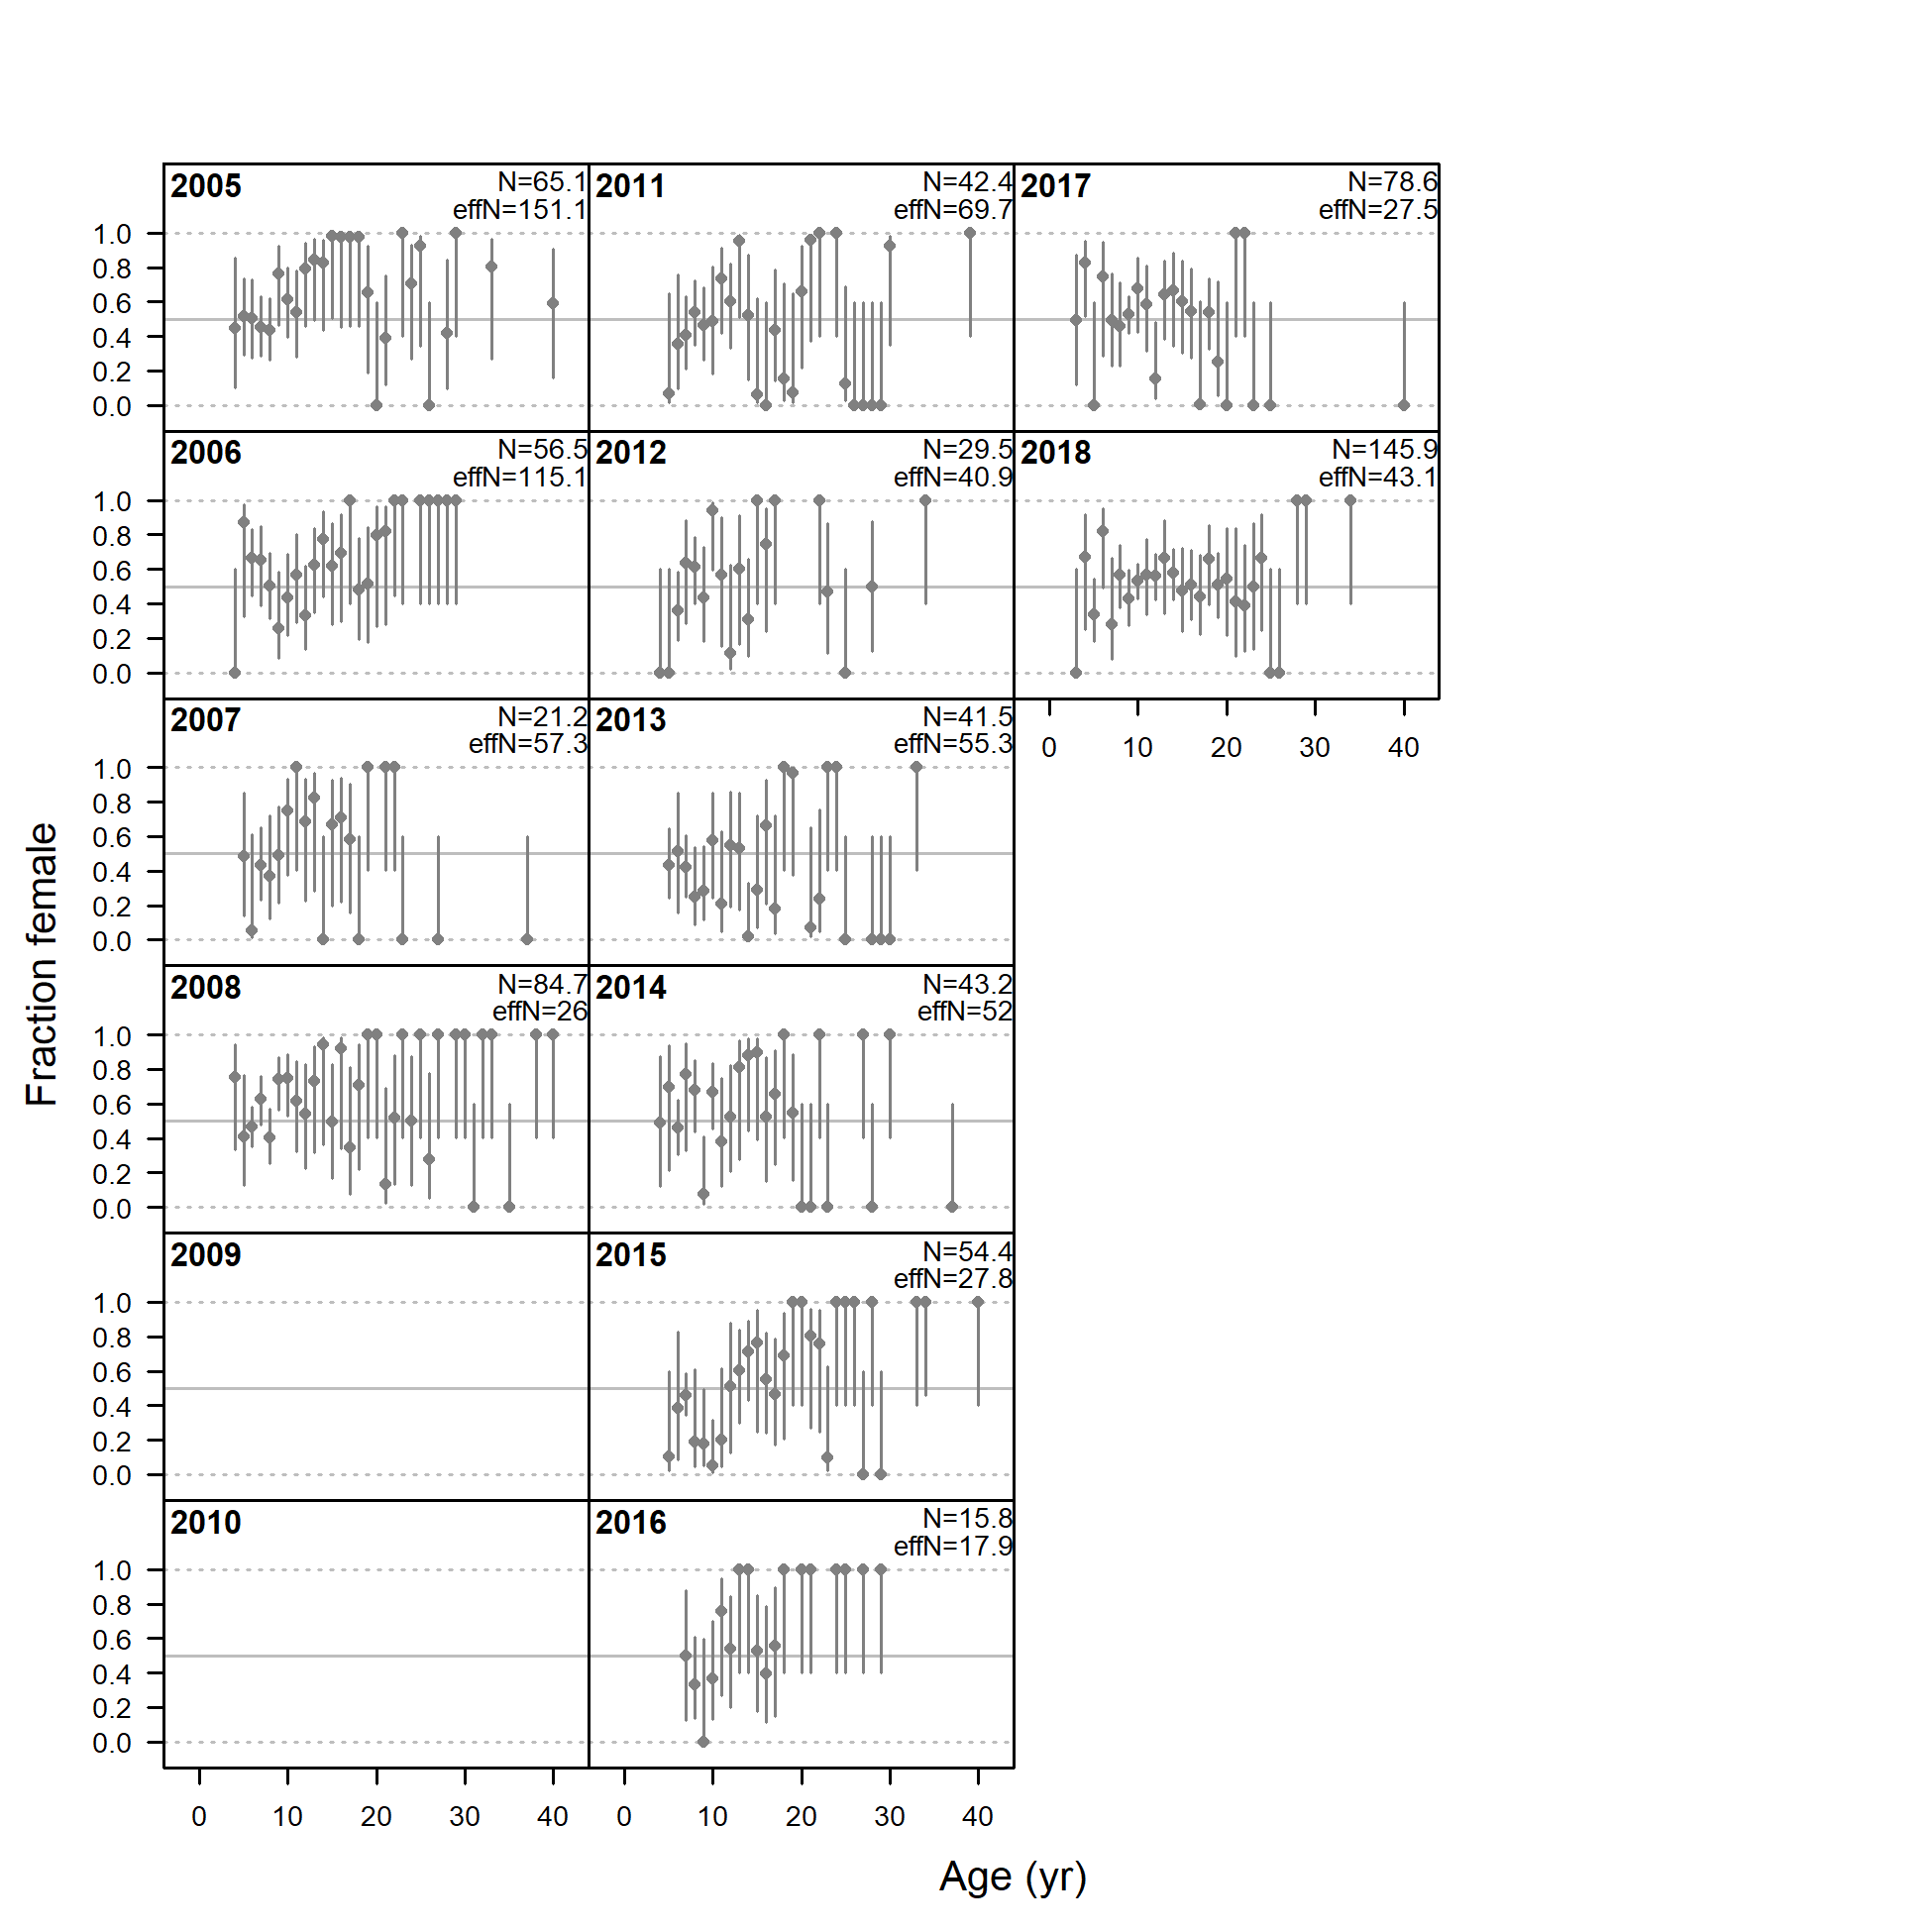 2005
N=65.1
effN=151.1
2011
N=42.4
effN=69.7
2017
N=78.6
effN=27.5
1.0
0.8
0.6
0.4
0.2
0.0
2006
N=56.5
effN=115.1
2012
N=29.5
effN=40.9
2018
N=145.9
effN=43.1
1.0
0.8
0.6
0.4
0.2
0.0
2007
N=21.2
effN=57.3
2013
N=41.5
effN=55.3
0 10 20 30 40
1.0
0.8
0.6
0.4
0.2
0.0
Fraction female
2008
N=84.7
effN=26
2014
N=43.2
effN=52
1.0
0.8
0.6
0.4
0.2
0.0
2009
2015
N=54.4
effN=27.8
1.0
0.8
0.6
0.4
0.2
0.0
2010
2016
N=15.8
effN=17.9
1.0
0.8
0.6
0.4
0.2
0.0
0 10 20 30 40
0 10 20 30 40
Age (yr)